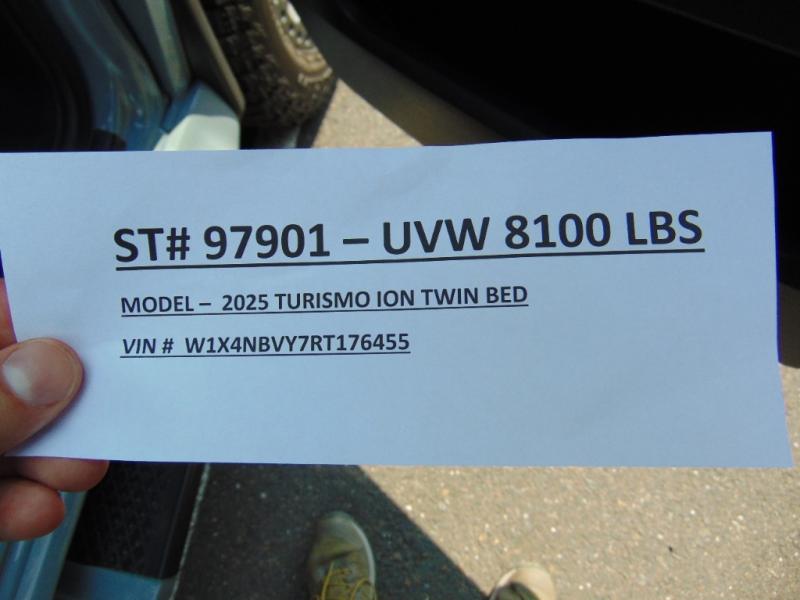 ST# 97901 – UVW 8100 LBS
MODEL – 2025 TURISMO ION TWIN BED
VIN # W1X4NBVY7RT176455